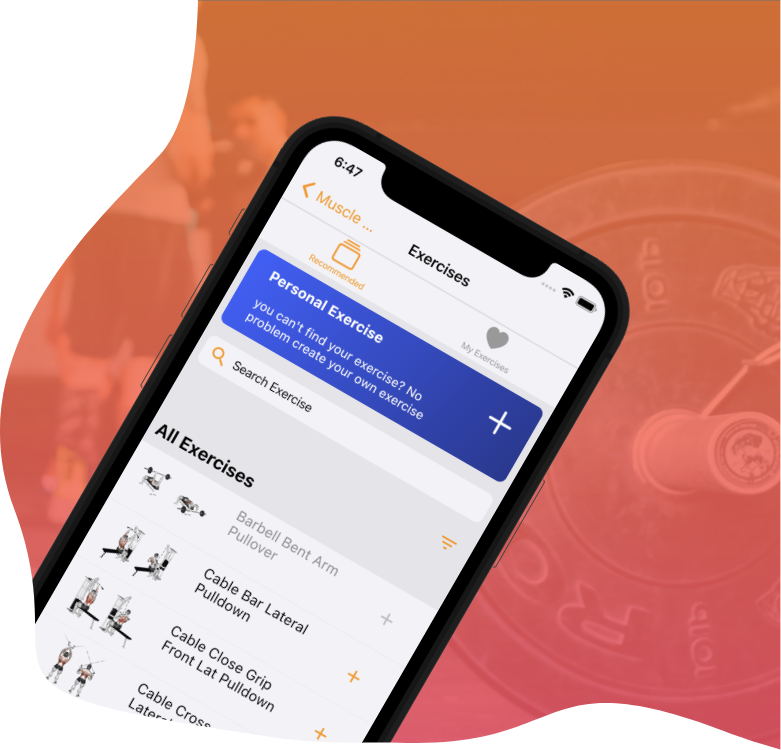 6:47
Muscle ...
Exercises
Recommended
My Exercises
Personal Exercise
you can't find your exercise? No
problem create your own exercise
Search Exercise
All Exercises
Barbell Bent Arm
Pullover
Cable Bar Lateral
Pulldown
Cable Close Grip
Front Lat Pulldown
Cable Cross